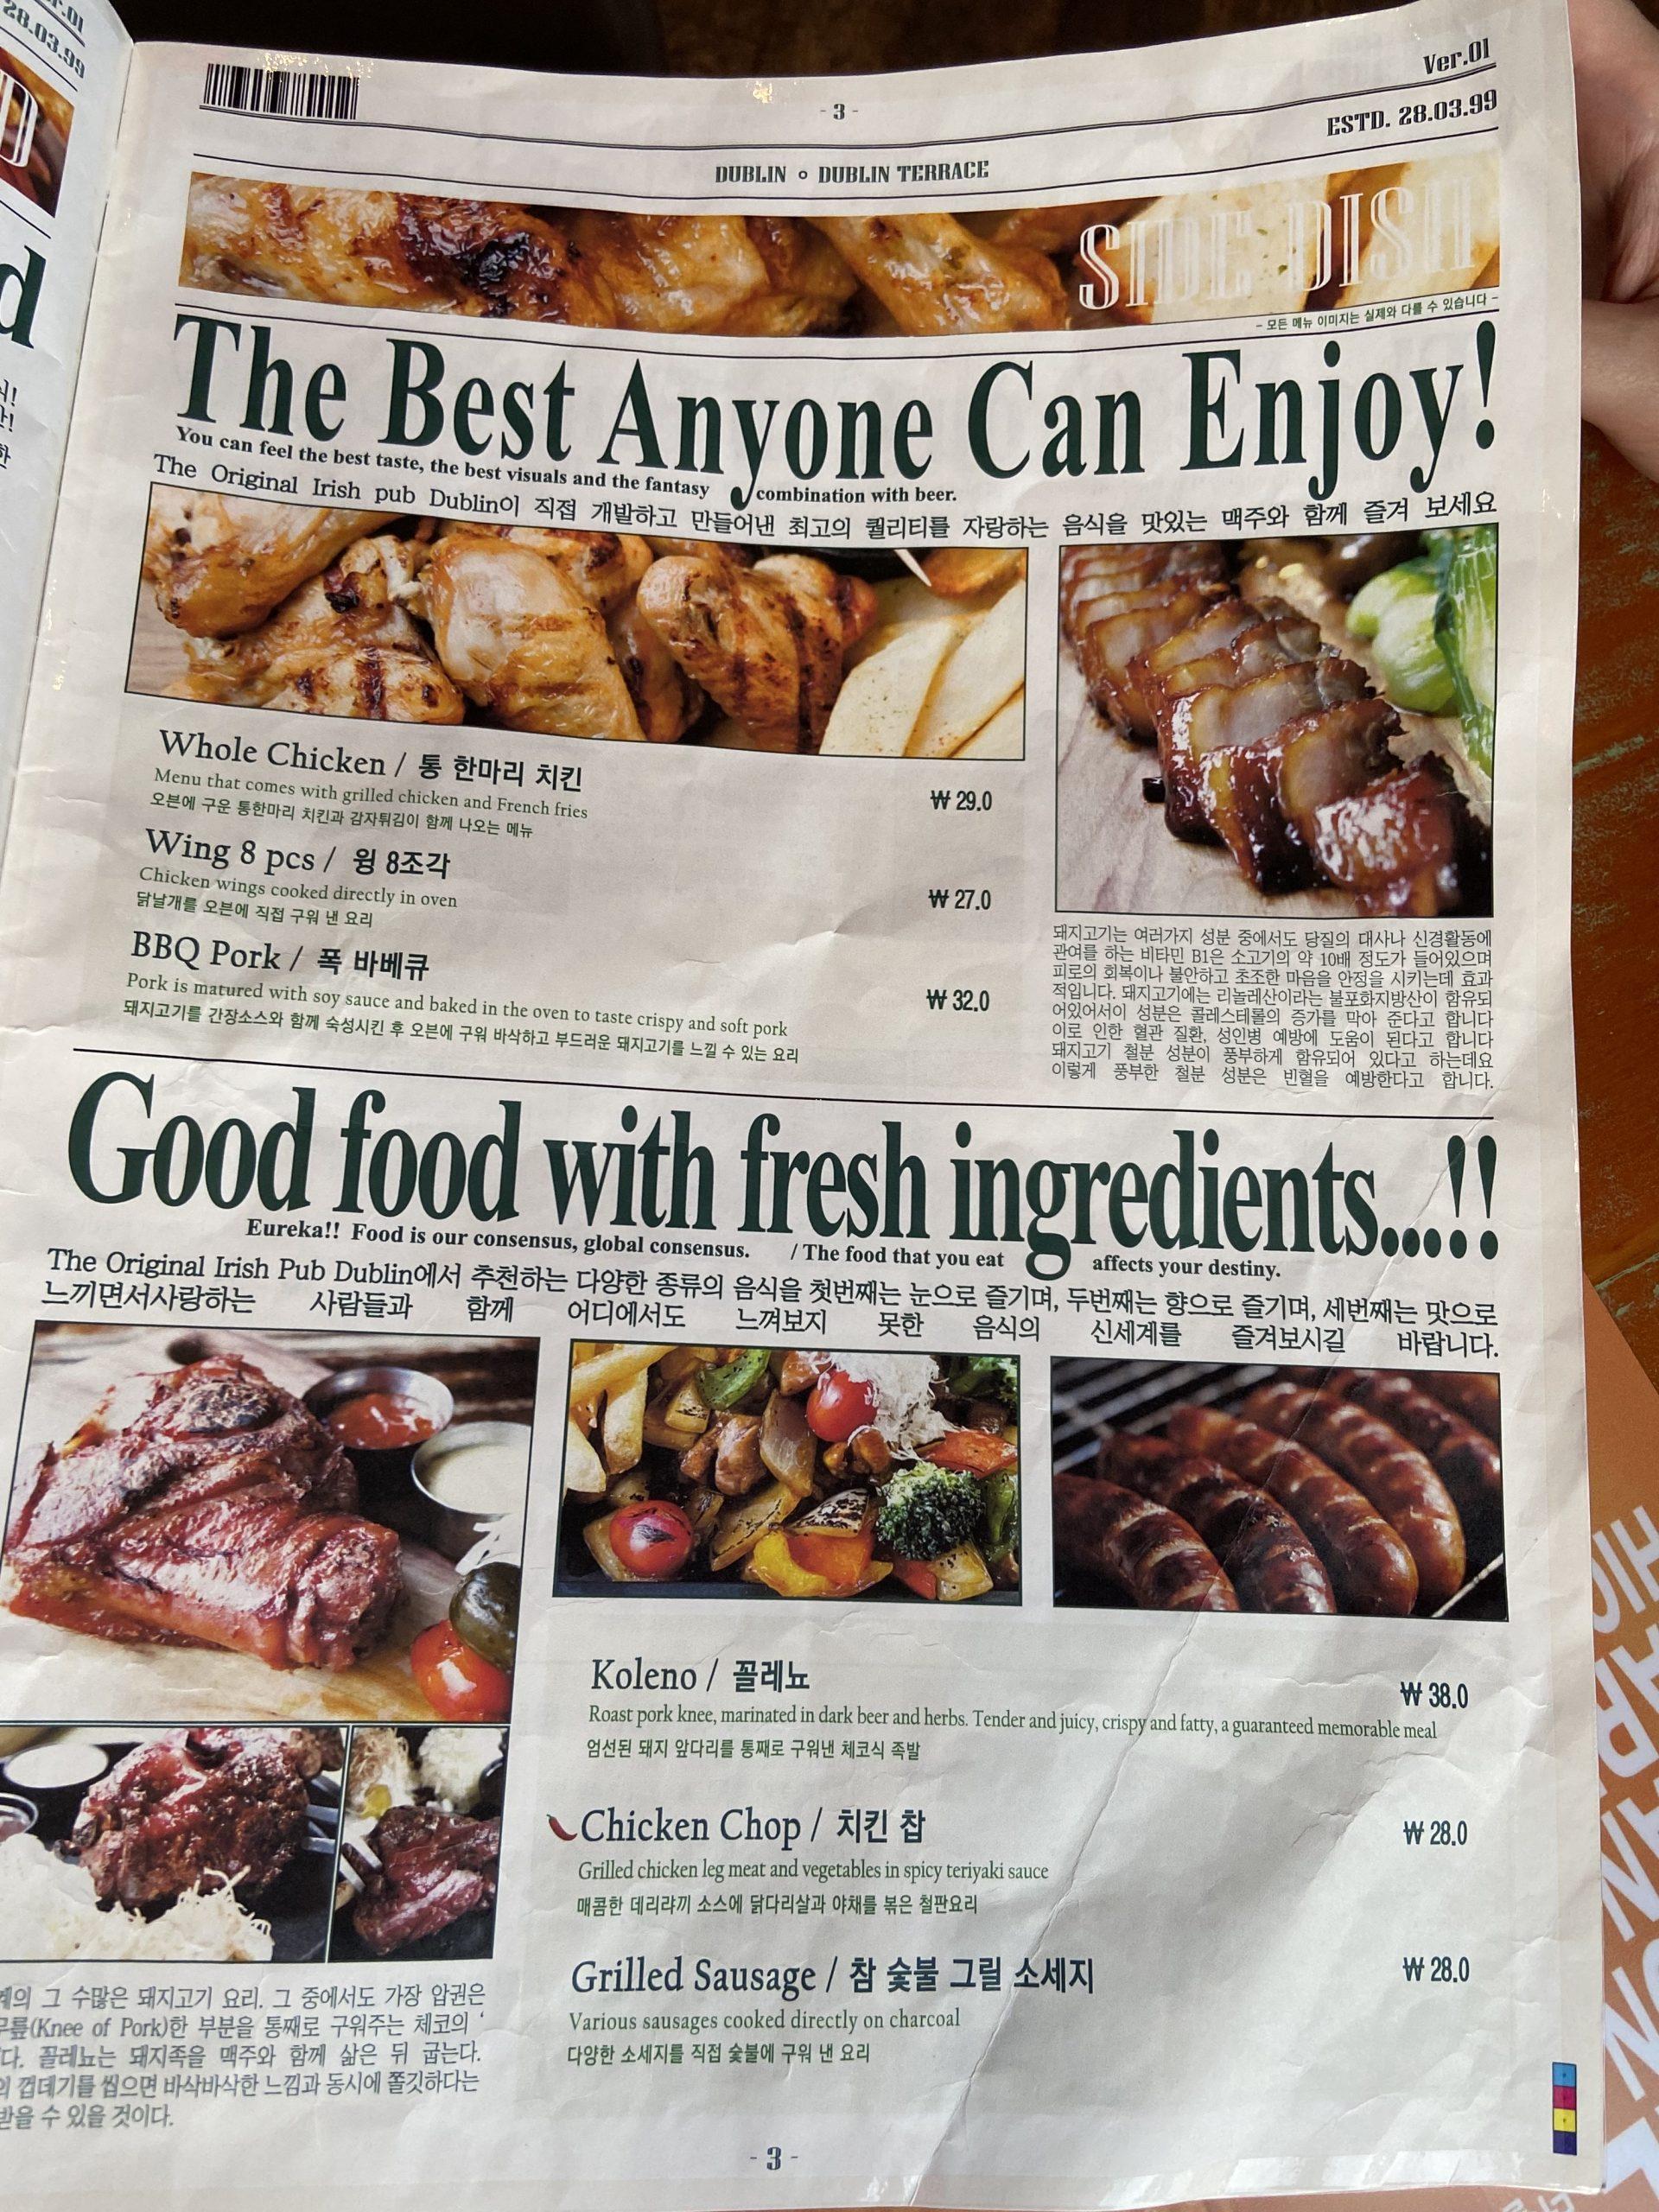 Ver.01
- 3 -
ESTD. 28.03.99
28.03.99
DUBLIN ○ DUBLIN TERRACE
SIDE DISH
- 모든 메뉴 이미지는 실제와 다를 수 있습니다 -
The Best Anyone Can Enjoy!
You can feel the best taste, the best visuals and the fantasy combination with beer.
The Original Irish pub Dublin이 직접 개발하고 만들어낸 최고의 퀄리티를 자랑하는 음식을 맛있는 맥주와 함께 즐겨 보세요
Whole Chicken / 통 한마리 치킨
Menu that comes with grilled chicken and French fries
오븐에 구운 통한마리 치킨과 감자튀김이 함께 나오는 메뉴
₩ 29.0
Wing 8 pcs / 윙 8조각
Chicken wings cooked directly in oven
닭날개를 오븐에 직접 구워 낸 요리
₩ 27.0
BBQ Pork / 폭 바베큐
Pork is matured with soy sauce and baked in the oven to taste crispy and soft pork
돼지고기를 간장소스와 함께 숙성시킨 후 오븐에 구워 바삭하고 부드러운 돼지고기를 느낄 수 있는 요리
₩ 32.0
돼지고기는 여러가지 성분 중에서도 당질의 대사나 신경활동에
관여를 하는 비타민 B1은 소고기의 약 10배 정도가 들어있으며
피로의 회복이나 불안하고 초조한 마음을 안정을 시키는데 효과
적입니다. 돼지고기에는 리놀레산이라는 불포화지방산이 함유되
어있어서이 성분은 콜레스테롤의 증가를 막아 준다고 합니다
이로 인한 혈관 질환, 성인병 예방에 도움이 된다고 합니다
돼지고기 철분 성분이 풍부하게 함유되어 있다고 하는데요
이렇게 풍부한 철분 성분은 빈혈을 예방한다고 합니다.
Good food with fresh ingredients...!!
Eureka!! Food is our consensus, global consensus. / The food that you eat affects your destiny.
The Original Irish Pub Dublin에서 추천하는 다양한 종류의 음식을 첫번째는 눈으로 즐기며, 두번째는 향으로 즐기며, 세번째는 맛으로
느끼면서사랑하는 사람들과 함께 어디에서도 느껴보지 못한 음식의 신세계를 즐겨보시길 바랍니다.
Koleno / 꼴레뇨
₩ 38.0
Roast pork knee, marinated in dark beer and herbs. Tender and juicy, crispy and fatty, a guaranteed memorable meal
엄선된 돼지 앞다리를 통째로 구워낸 체코식 족발
Chicken Chop / 치킨 찹
₩ 28.0
Grilled chicken leg meat and vegetables in spicy teriyaki sauce
매콤한 데리랴끼 소스에 닭다리살과 야채를 볶은 철판요리
Grilled Sausage / 참 숯불 그릴 소세지
₩ 28.0
Various sausages cooked directly on charcoal
다양한 소세지를 직접 숯불에 구워 낸 요리
그 수많은 돼지고기 요리. 그 중에서도 가장 압권은
(Knee of Pork)한 부분을 통째로 구워주는 체코의 '
다. 꼴레뇨는 돼지족을 맥주와 함께 삶은 뒤 굽는다.
껍데기를 씹으면 바삭바삭한 느낌과 동시에 쫄깃하다는
받을 수 있을 것이다.
- 3 -